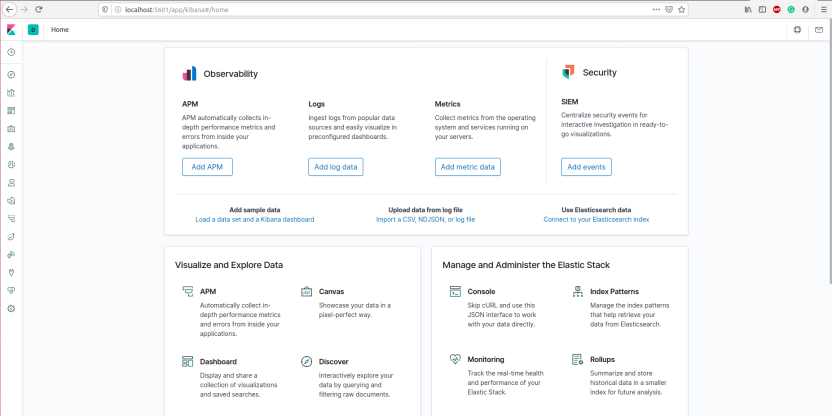 localhost:5601/app/kibana#/home
D
Home
Observability
Security
APM
APM automatically collects in-
depth performance metrics and
errors from inside your
applications.
Add APM
Logs
Ingest logs from popular data
sources and easily visualize in
preconfigured dashboards.
Add log data
Metrics
Collect metrics from the operating
system and services running on
your servers.
Add metric data
SIEM
Centralize security events for
interactive investigation in ready-to-
go visualizations.
Add events
Add sample data
Load a data set and a Kibana dashboard
Upload data from log file
Import a CSV, NDJSON, or log file
Use Elasticsearch data
Connect to your Elasticsearch index
Visualize and Explore Data
APM
Automatically collect in-
depth performance metrics
and errors from inside your
applications.
Canvas
Showcase your data in a
pixel-perfect way.
Dashboard
Display and share a
collection of visualizations
and saved searches.
Discover
Interactively explore your
data by querying and
filtering raw documents.
Manage and Administer the Elastic Stack
Console
Skip cURL and use this
JSON interface to work
with your data directly.
Index Patterns
Manage the index patterns
that help retrieve your
data from Elasticsearch.
Monitoring
Track the real-time health
and performance of your
Elastic Stack.
Rollups
Summarize and store
historical data in a smaller
index for future analysis.